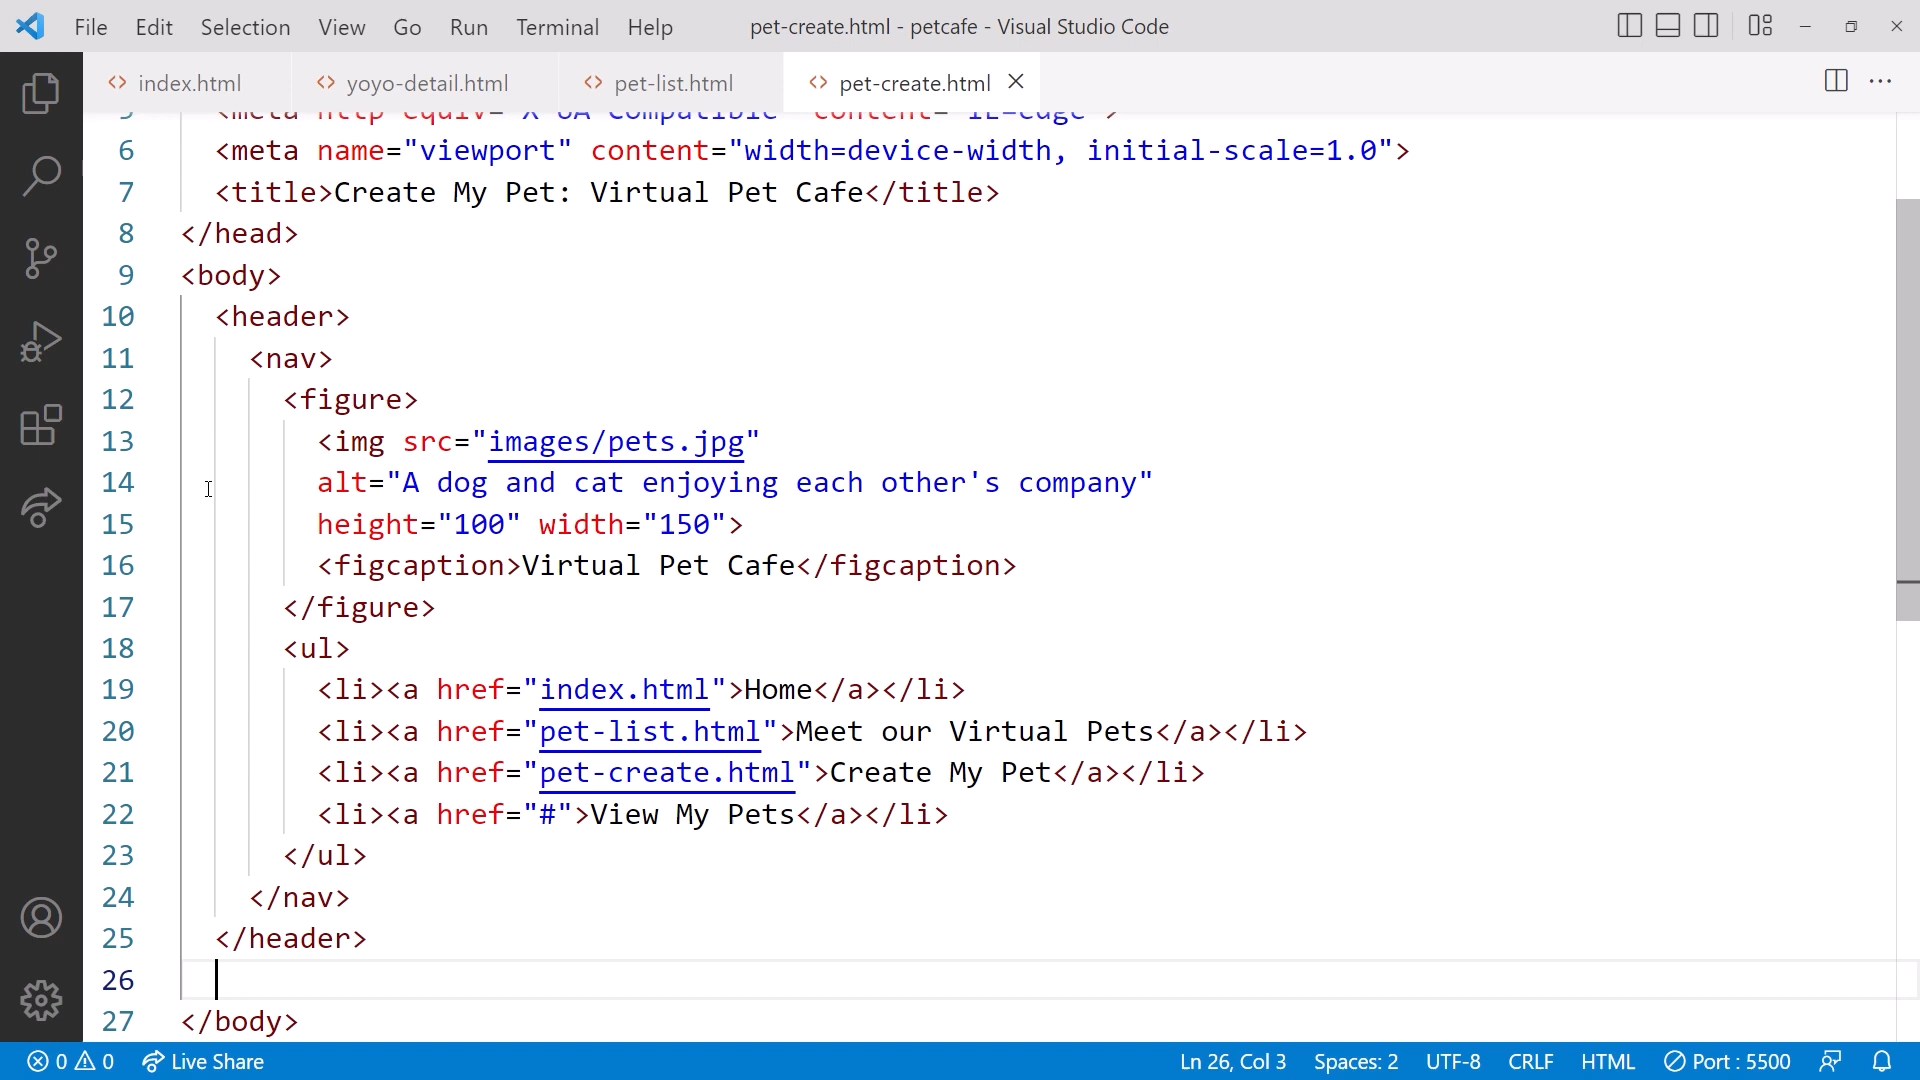 File Edit Selection View Go Run Terminal Help pet-create.html - petcafe - Visual Studio Code
index.html yoyo-detail.html pet-list.html pet-create.html
5 <meta http-equiv="X-UA-Compatible" content="IE=edge">
6 <meta name="viewport" content="width=device-width, initial-scale=1.0">
7 <title>Create My Pet: Virtual Pet Cafe</title>
8 </head>
9 <body>
10 <header>
11 <nav>
12 <figure>
13 <img src="images/pets.jpg"
14 alt="A dog and cat enjoying each other's company"
15 height="100" width="150">
16 <figcaption>Virtual Pet Cafe</figcaption>
17 </figure>
18 <ul>
19 <li><a href="index.html">Home</a></li>
20 <li><a href="pet-list.html">Meet our Virtual Pets</a></li>
21 <li><a href="pet-create.html">Create My Pet</a></li>
22 <li><a href="#">View My Pets</a></li>
23 </ul>
24 </nav>
25 </header>
26
27 </body>
0 0 Live Share Ln 26, Col 3 Spaces: 2 UTF-8 CRLF HTML Port : 5500